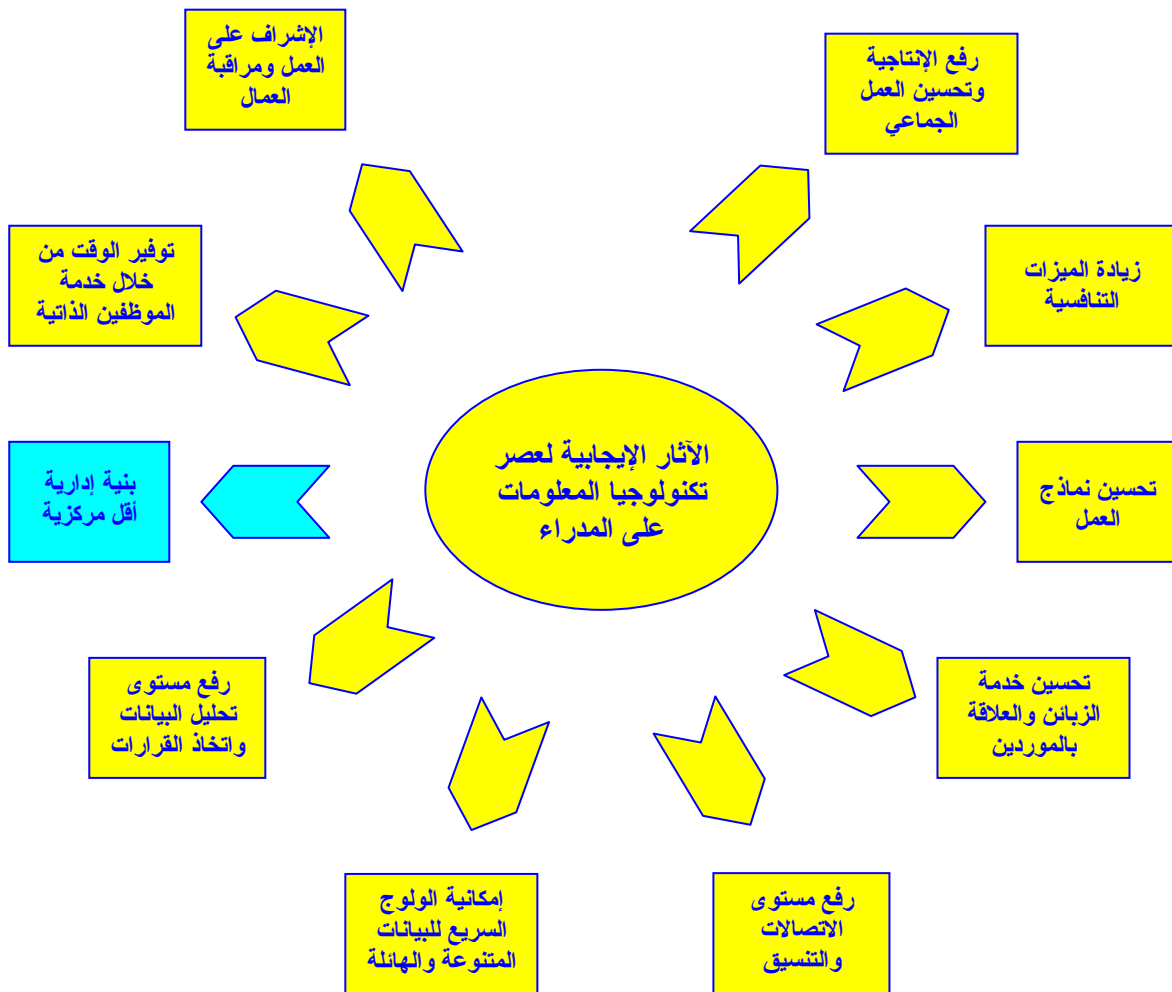 الآثار الإيجابية لعصر
تكنولوجيا المعلومات
على المدراء
رفع الإنتاجية
وتحسين العمل
الجماعي
زيادة الميزات
التنافسية
تحسين نماذج
العمل
تحسين خدمة
الزبائن والعلاقة
بالموردين
رفع مستوى
الاتصالات
والتنسيق
إمكانية الولوج
السريع للبيانات
المتنوعة والهائلة
رفع مستوى
تحليل البيانات
واتخاذ القرارات
بنية إدارية
أقل مركزية
توفير الوقت من
خلال خدمة
الموظفين الذاتية
الإشراف على
العمل ومراقبة
العمال